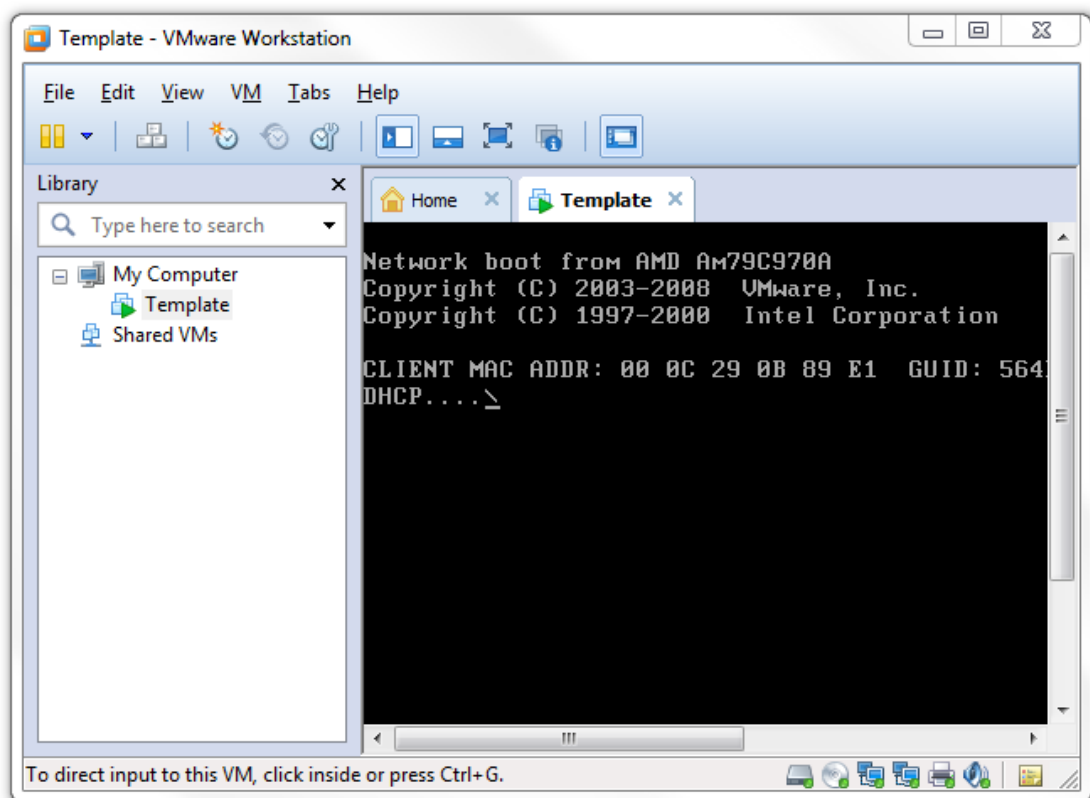 Template - VMware Workstation
File Edit View VM Tabs Help
Library
Type here to search
My Computer
Template
Shared VMs
Home
Template
Network boot from AMD Am79C970A
Copyright (C) 2003-2008 VMware, Inc.
Copyright (C) 1997-2000 Intel Corporation
CLIENT MAC ADDR: 00 0C 29 0B 89 E1 GUID: 564
DHCP....\
To direct input to this VM, click inside or press Ctrl+G.